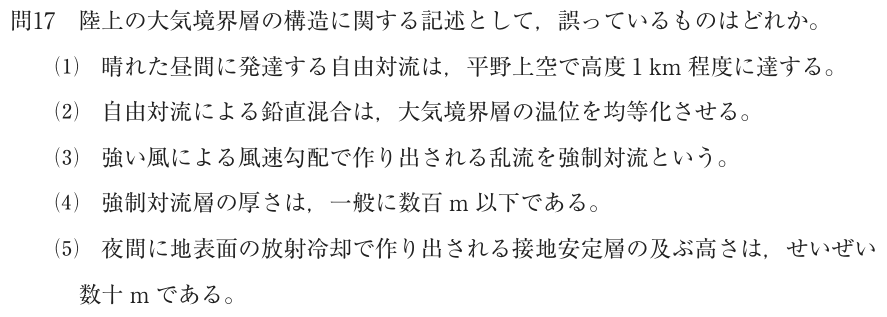 問17　陸上の大気境界層の構造に関する記述として，誤っているものはどれか。
⑴　晴れた昼間に発達する自由対流は，平野上空で高度 1 km 程度に達する。
⑵　自由対流による鉛直混合は，大気境界層の温位を均等化させる。
⑶　強い風による風速勾配で作り出される乱流を強制対流という。
⑷　強制対流層の厚さは，一般に数百 m 以下である。
⑸　夜間に地表面の放射冷却で作り出される接地安定層の及ぶ高さは，せいぜい
数十 m である。